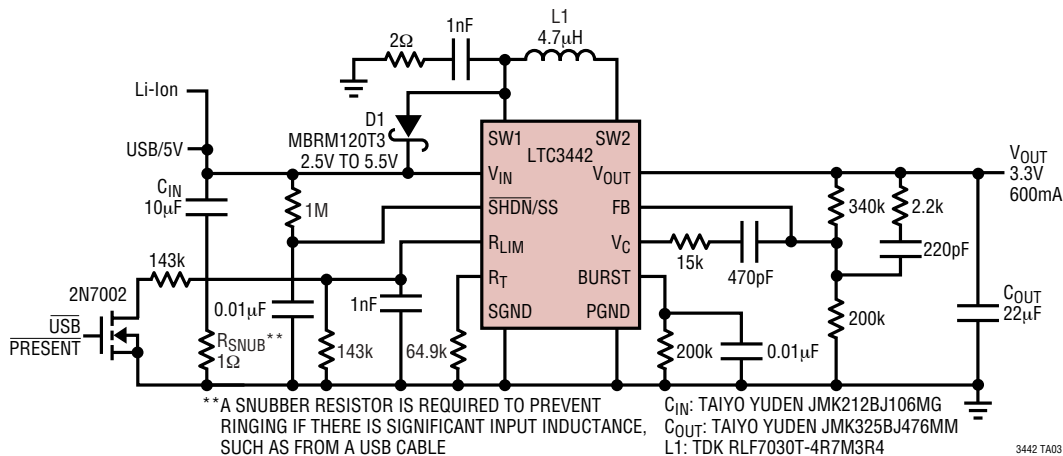 L1
4.7µH
1nF
2Ω
Li-Ion
D1
MBRM120T3
2.5V TO 5.5V
USB/5V
SW1
SW2
LTC3442
VIN
VOUT
SHDN/SS
FB
RLIM
VC
RT
BURST
SGND
PGND
VOUT
3.3V
600mA
CIN
10µF
1M
340k
2.2k
15k
470pF
220pF
143k
2N7002
USB
PRESENT
0.01µF
1nF
RSNUB**
1Ω
143k
64.9k
200k
0.01µF
200k
COUT
22µF
**A SNUBBER RESISTOR IS REQUIRED TO PREVENT
RINGING IF THERE IS SIGNIFICANT INPUT INDUCTANCE,
SUCH AS FROM A USB CABLE
CIN: TAIYO YUDEN JMK212BJ106MG
COUT: TAIYO YUDEN JMK325BJ476MM
L1: TDK RLF7030T-4R7M3R4
3442 TA03